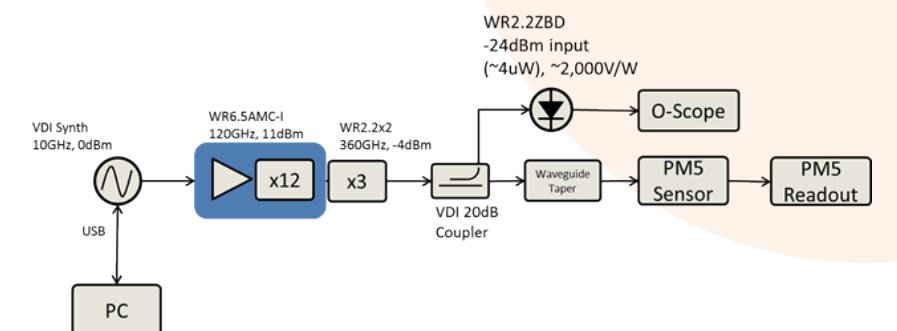 WR2.2ZBD
-24dBm input
(~4uW), ~2,000V/W
O-Scope
VDI Synth
10GHz, 0dBm
WR6.5AMC-I
120GHz, 11dBm
WR2.2x2
360GHz, -4dBm
x12
x3
VDI 20dB
Coupler
Waveguide
Taper
PM5
Sensor
PM5
Readout
USB
PC